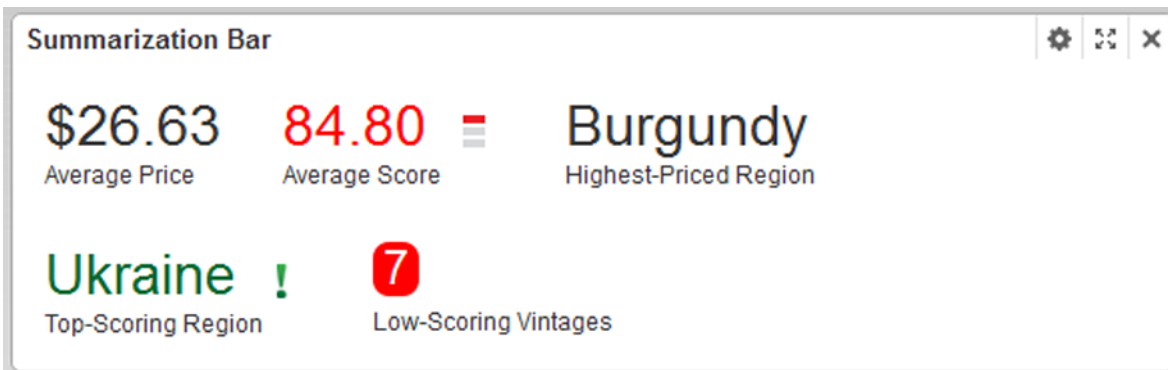 Summarization Bar
$26.63 84.80 Burgundy
Average Price Average Score Highest-Priced Region
Ukraine ! 7
Top-Scoring Region Low-Scoring Vintages